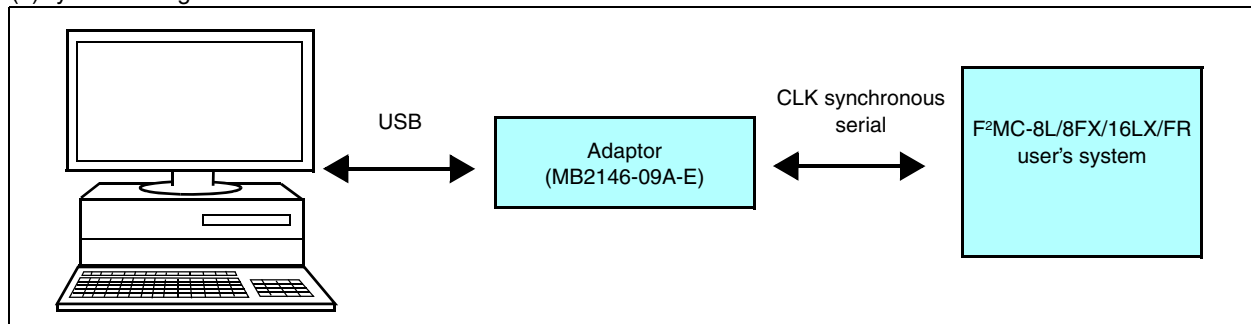 USB
Adaptor
(MB2146-09A-E)
CLK synchronous
serial
F²MC-8L/8FX/16LX/FR
user's system